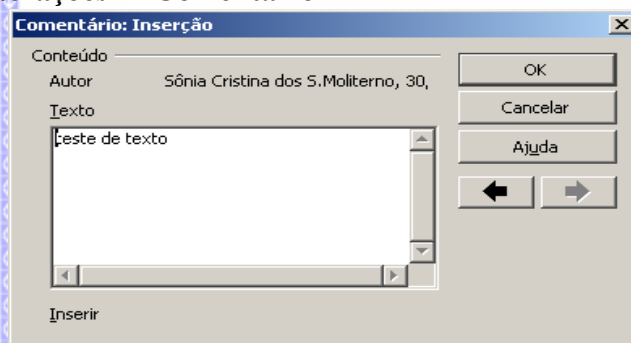 Comentário: Inserção
Conteúdo
Autor Sônia Cristina dos S.Moliterno, 30,
Texto
teste de texto
Inserir
OK
Cancelar
Ajuda